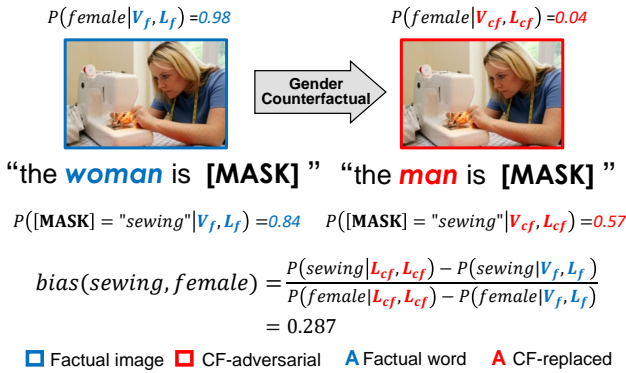 P(female|V_f, L_f) =0.98
P(female|V_cf, L_cf) =0.04
Gender
Counterfactual
"the woman is [MASK] "
"the man is [MASK] "
P([MASK] = "sewing"|V_f, L_f)=0.84
P([MASK] = "sewing"|V_cf, L_cf)=0.57
bias(sewing, female) = \frac{P(sewing|L_cf, L_cf) − P(sewing|V_f, L_f)}{P(female|L_cf, L_cf) − P(female|V_f, L_f)}
= 0.287
Factual image CF-adversarial A Factual word A CF-replaced